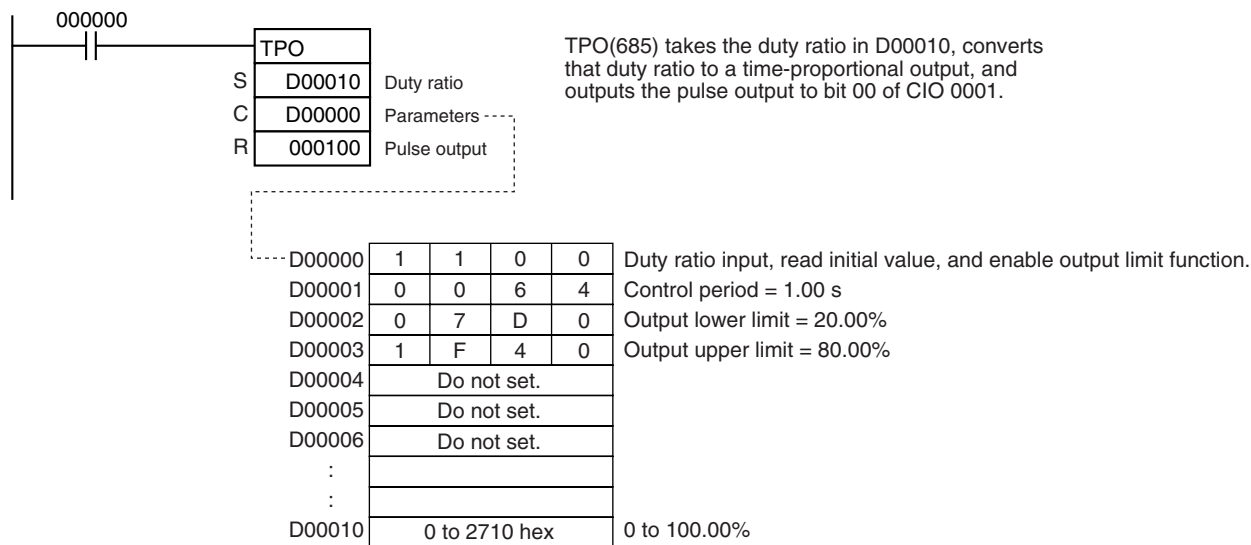 000000
TPO
S D00010 Duty ratio
C D00000 Parameters
R 000100 Pulse output
TPO(685) takes the duty ratio in D00010, converts
that duty ratio to a time-proportional output, and
outputs the pulse output to bit 00 of CIO 0001.
D00000 1 1 0 0 Duty ratio input, read initial value, and enable output limit function.
D00001 0 0 6 4 Control period = 1.00 s
D00002 0 7 D 0 Output lower limit = 20.00%
D00003 1 F 4 0 Output upper limit = 80.00%
D00004 Do not set.
D00005 Do not set.
D00006 Do not set.
:
:
D00010 0 to 2710 hex 0 to 100.00%